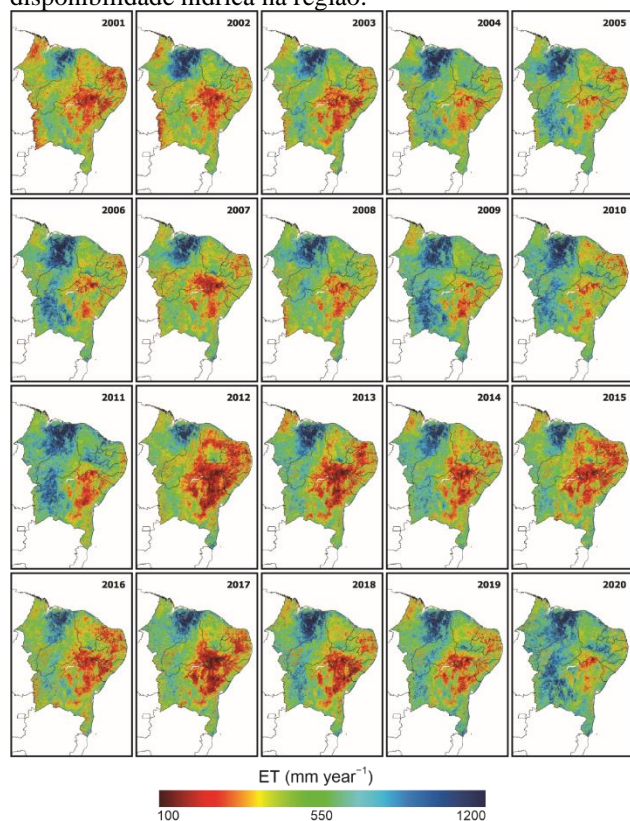 disponibilidade hídrica na região.
2001 2002 2003 2004 2005
2006 2007 2008 2009 2010
2011 2012 2013 2014 2015
2016 2017 2018 2019 2020
ET (mm year⁻¹)
100 550 1200